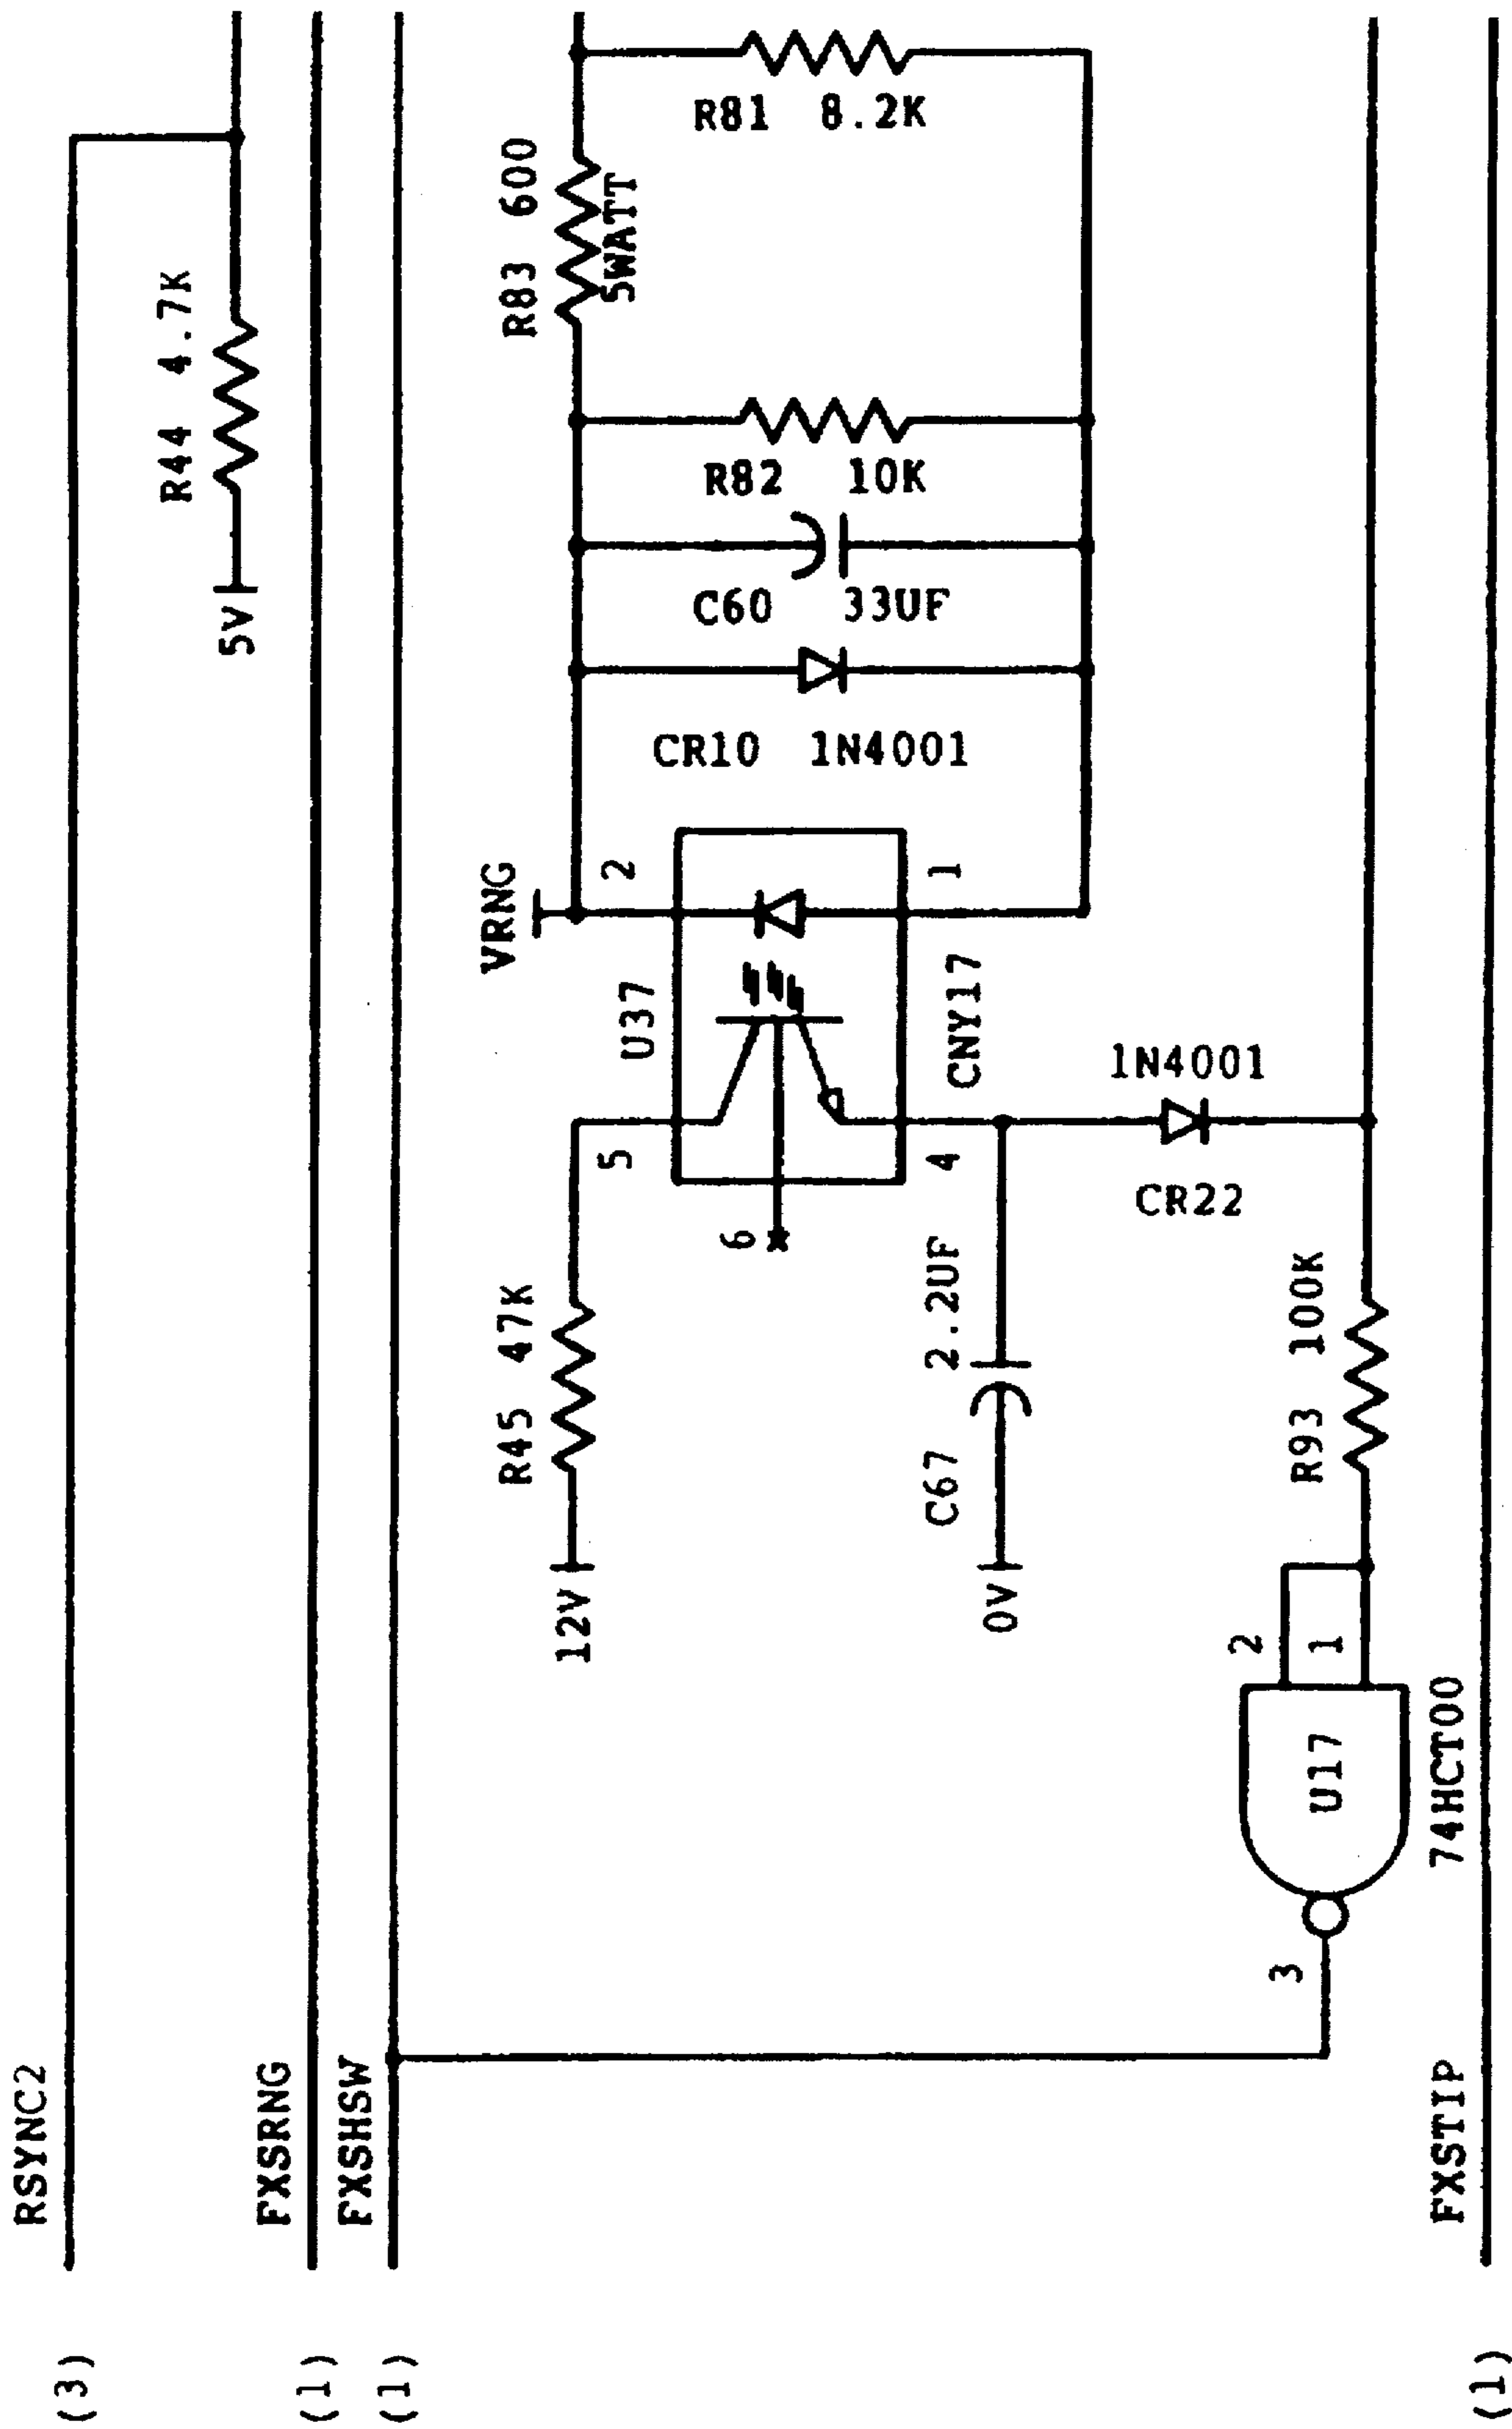 (3) RSYNC2
R44 4.7K
5V
(1) FXSRNG
(1) FXSHSW
R83 600
5WATT
R81 8.2K
R82 10K
C60 33UF
CR10 1N4001
VRNG
2
1
U37
CNY17
5
4
6
R45 47K
12V
C67 2.2UF
0V
1N4001
CR22
R93 100K
2
1
U17
3
74HCT00
(1) FXSTIP